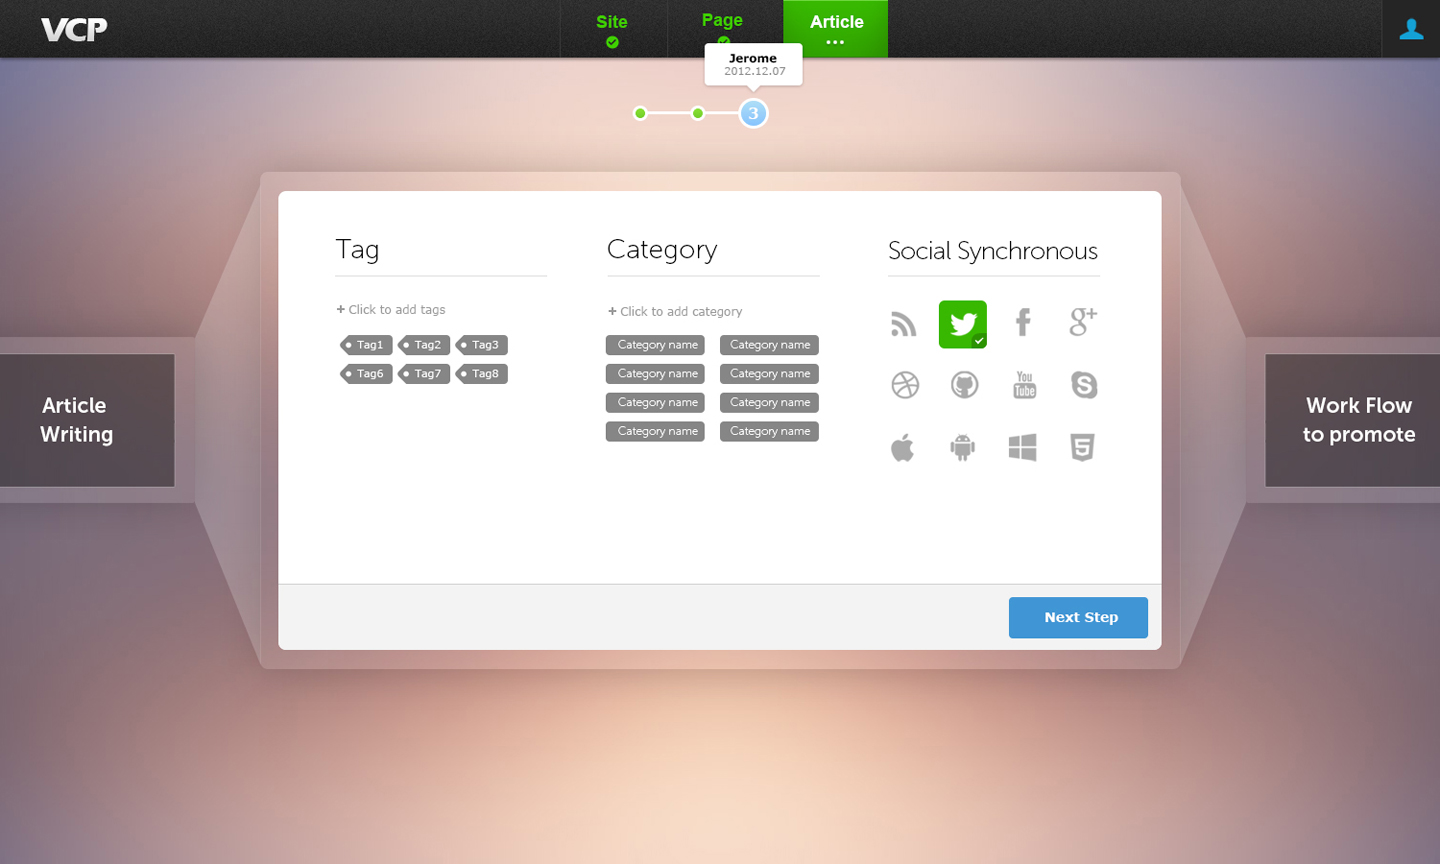 VCP
Site
Page
Article
Jerome
2012.12.07
3
Tag
+ Click to add tags
Tag1 Tag2 Tag3
Tag6 Tag7 Tag8
Category
+ Click to add category
Category name Category name
Category name Category name
Category name Category name
Category name Category name
Social Synchronous
g+
You
Tube
S
5
Article
Writing
Work Flow
to promote
Next Step